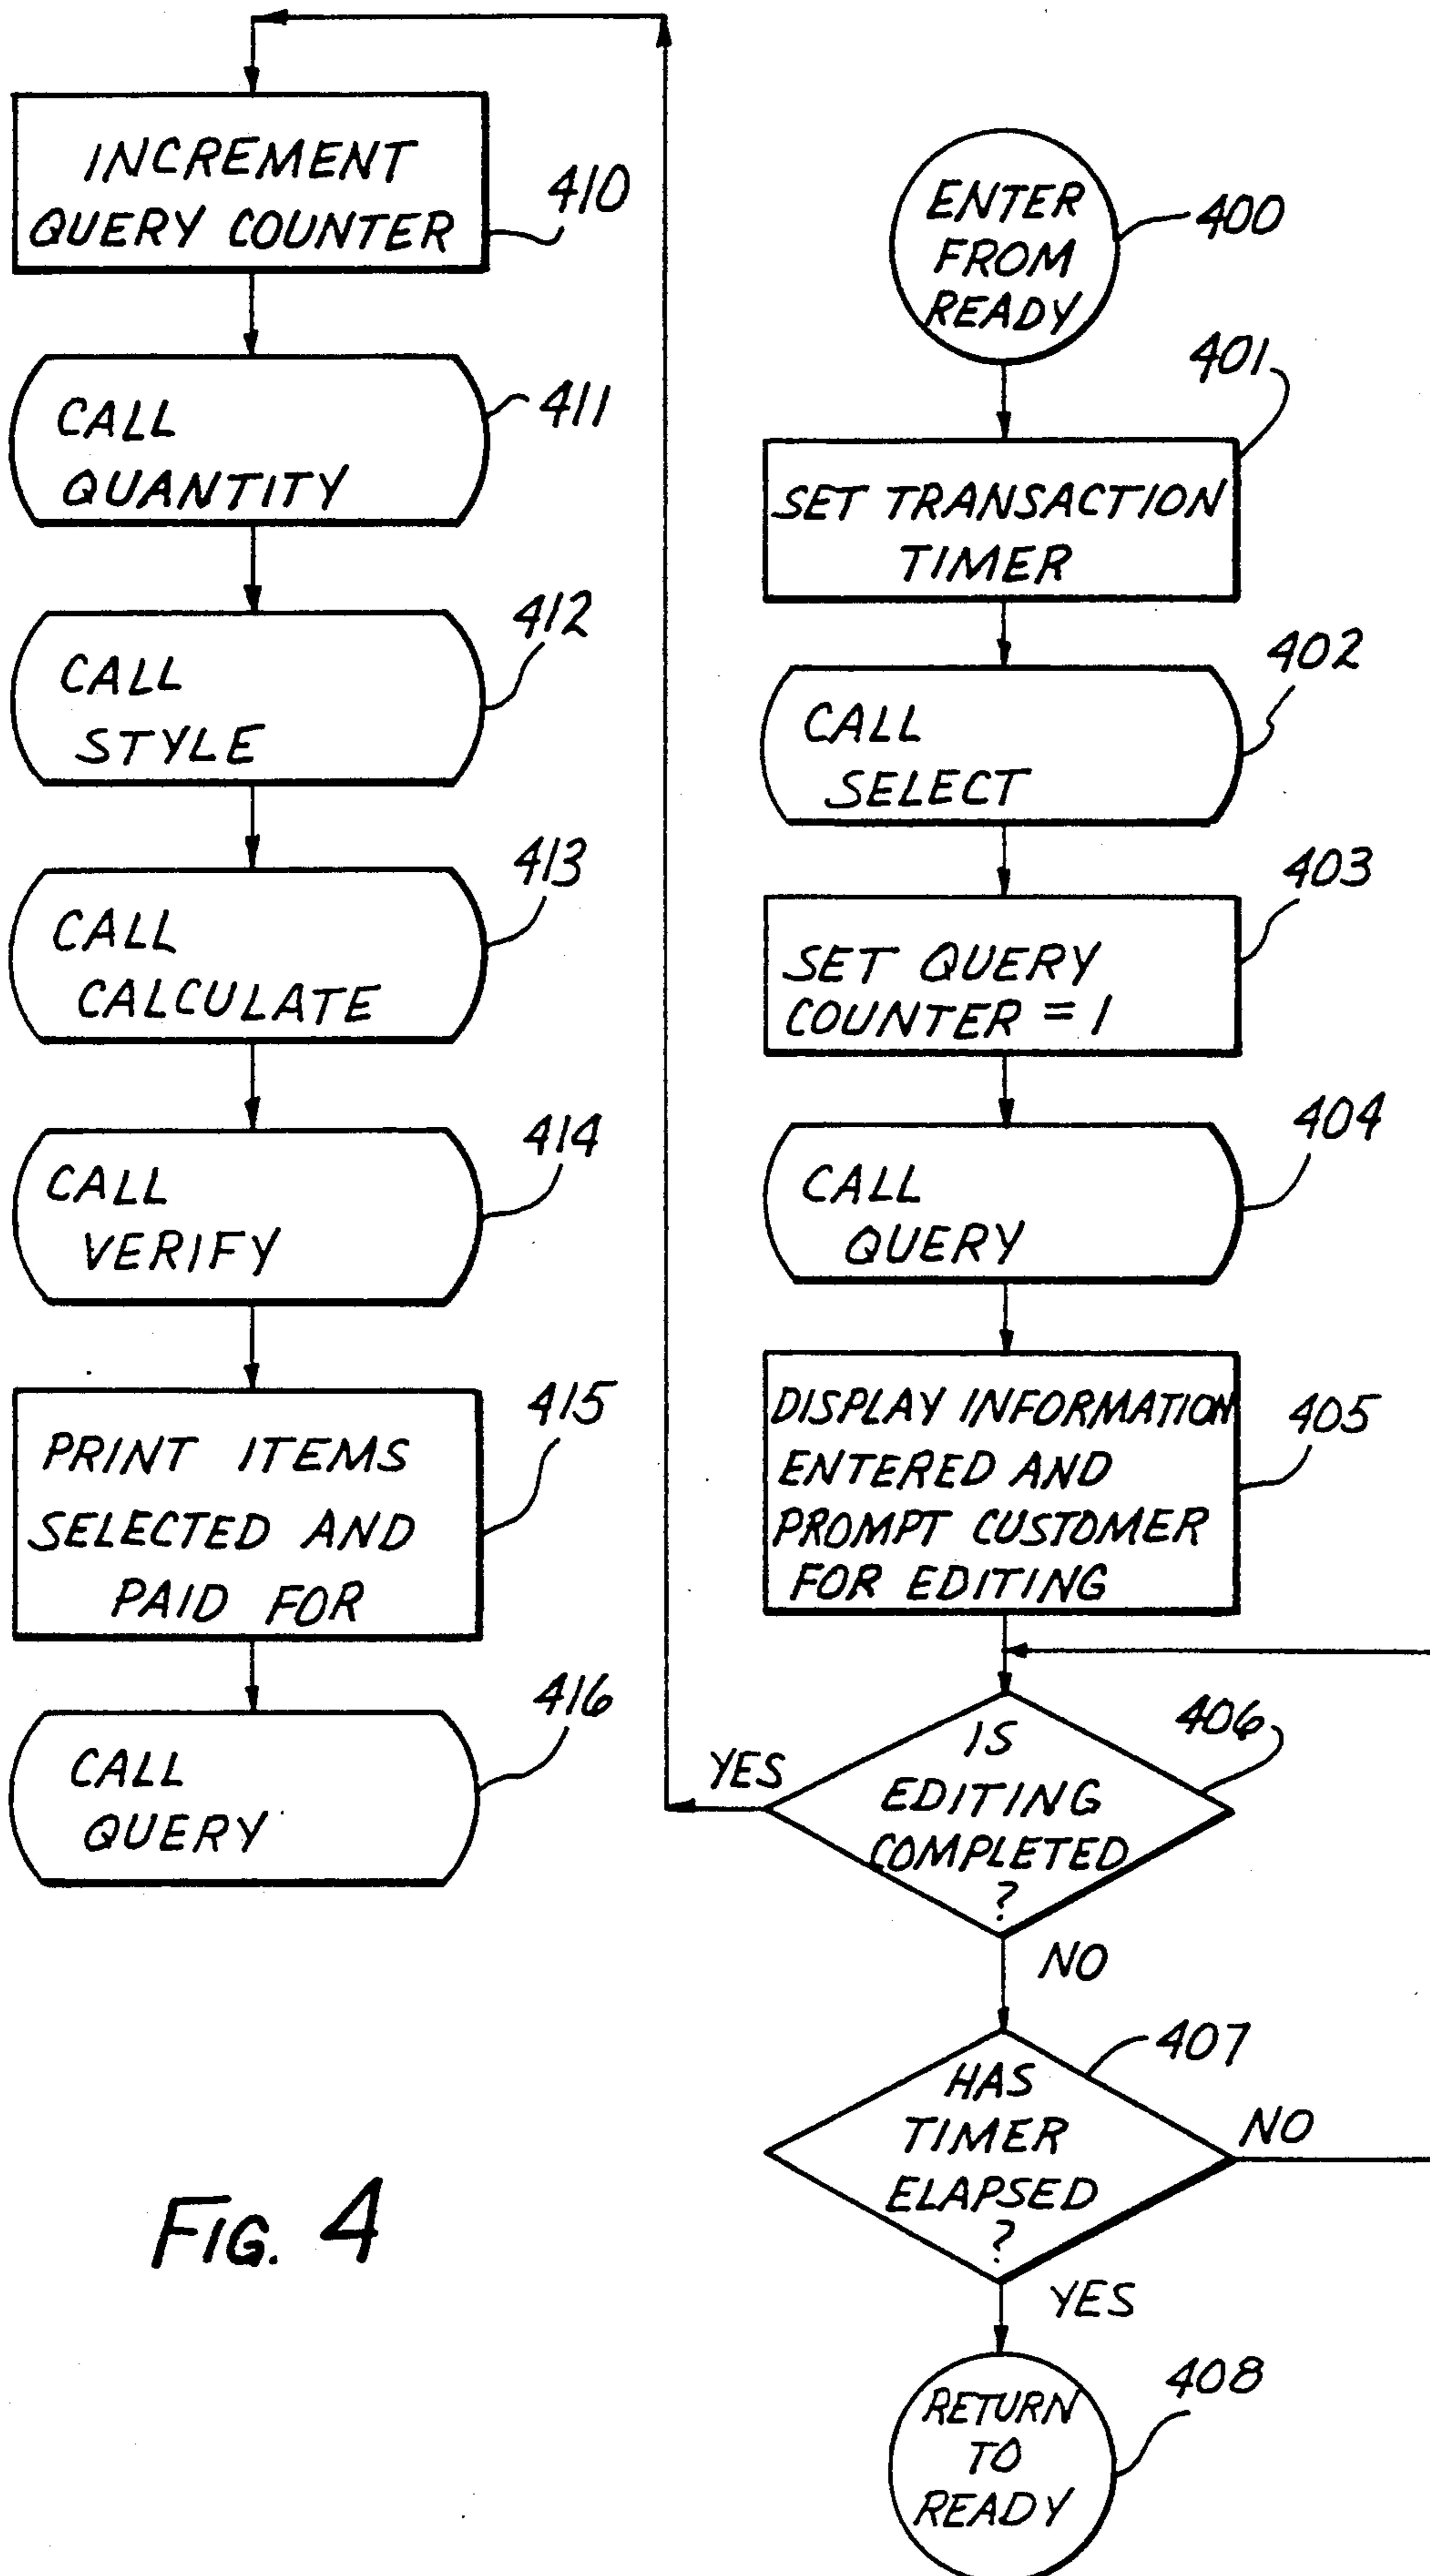 ENTER
FROM
READY
400
401
SET TRANSACTION
TIMER
402
CALL
SELECT
403
SET QUERY
COUNTER = 1
404
CALL
QUERY
405
DISPLAY INFORMATION
ENTERED AND
PROMPT CUSTOMER
FOR EDITING
406
IS
EDITING
COMPLETED
?
YES
NO
407
HAS
TIMER
ELAPSED
?
NO
YES
408
RETURN
TO
READY
INCREMENT
QUERY COUNTER
410
CALL
QUANTITY
411
CALL
STYLE
412
CALL
CALCULATE
413
CALL
VERIFY
414
PRINT ITEMS
SELECTED AND
PAID FOR
415
CALL
QUERY
416
FIG. 4